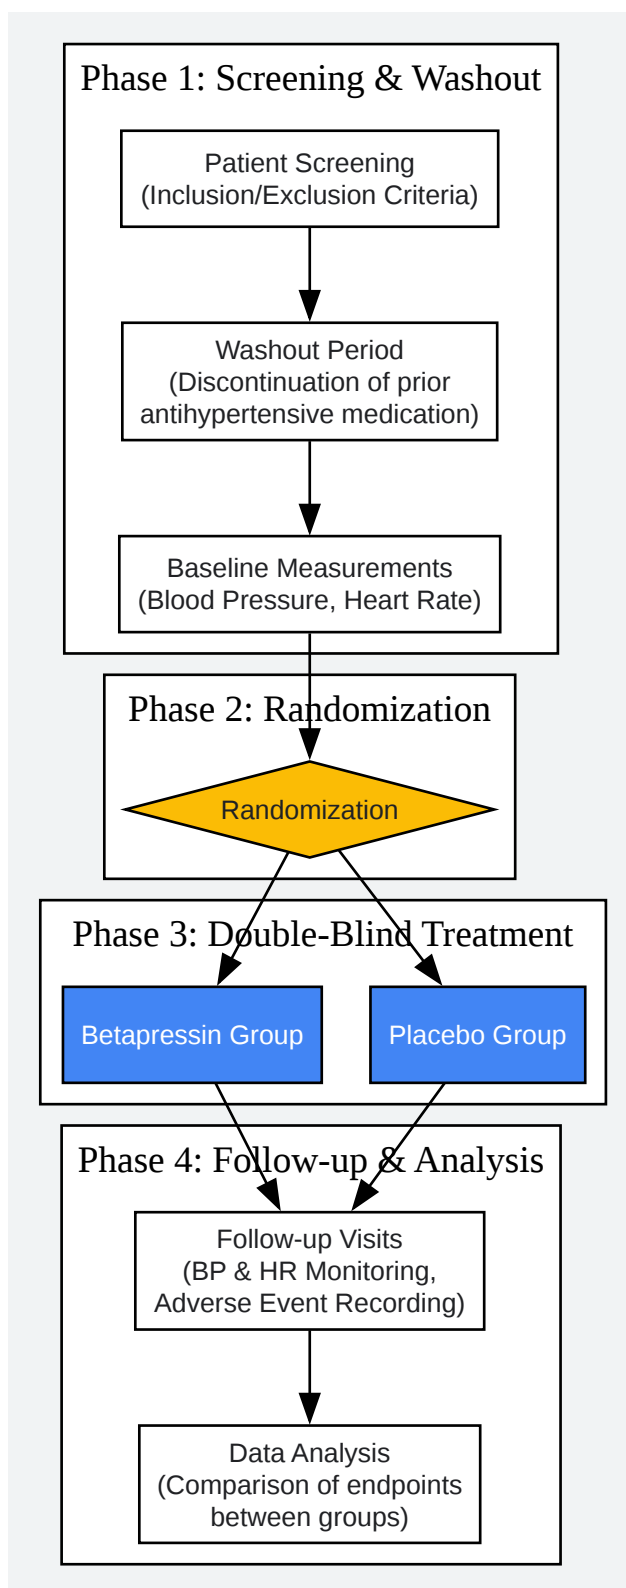 Phase 1: Screening & Washout
Patient Screening
(Inclusion/Exclusion Criteria)
Washout Period
(Discontinuation of prior
antihypertensive medication)
Baseline Measurements
(Blood Pressure, Heart Rate)
Phase 2: Randomization
Randomization
Phase 3: Double-Blind Treatment
Betapressin Group
Placebo Group
Phase 4: Follow-up & Analysis
Follow-up Visits
(BP & HR Monitoring,
Adverse Event Recording)
Data Analysis
(Comparison of endpoints
between groups)